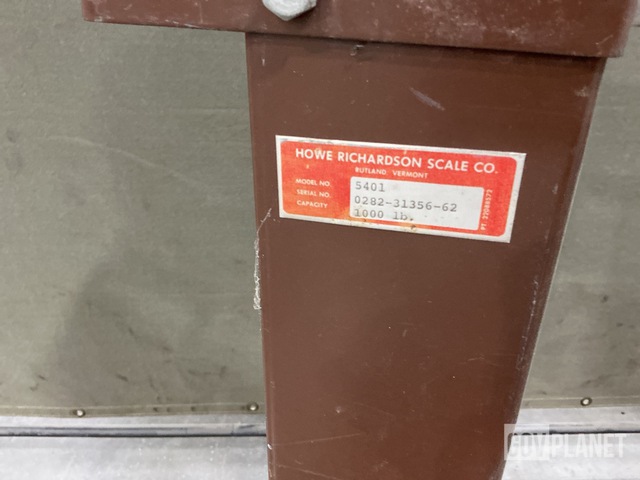 HOWE RICHARDSON SCALE CO.
RUTLAND, VERMONT
MODEL NO. 5401
SERIAL NO. 0282-31356-62
CAPACITY 1000 lb.
GOVPLANET